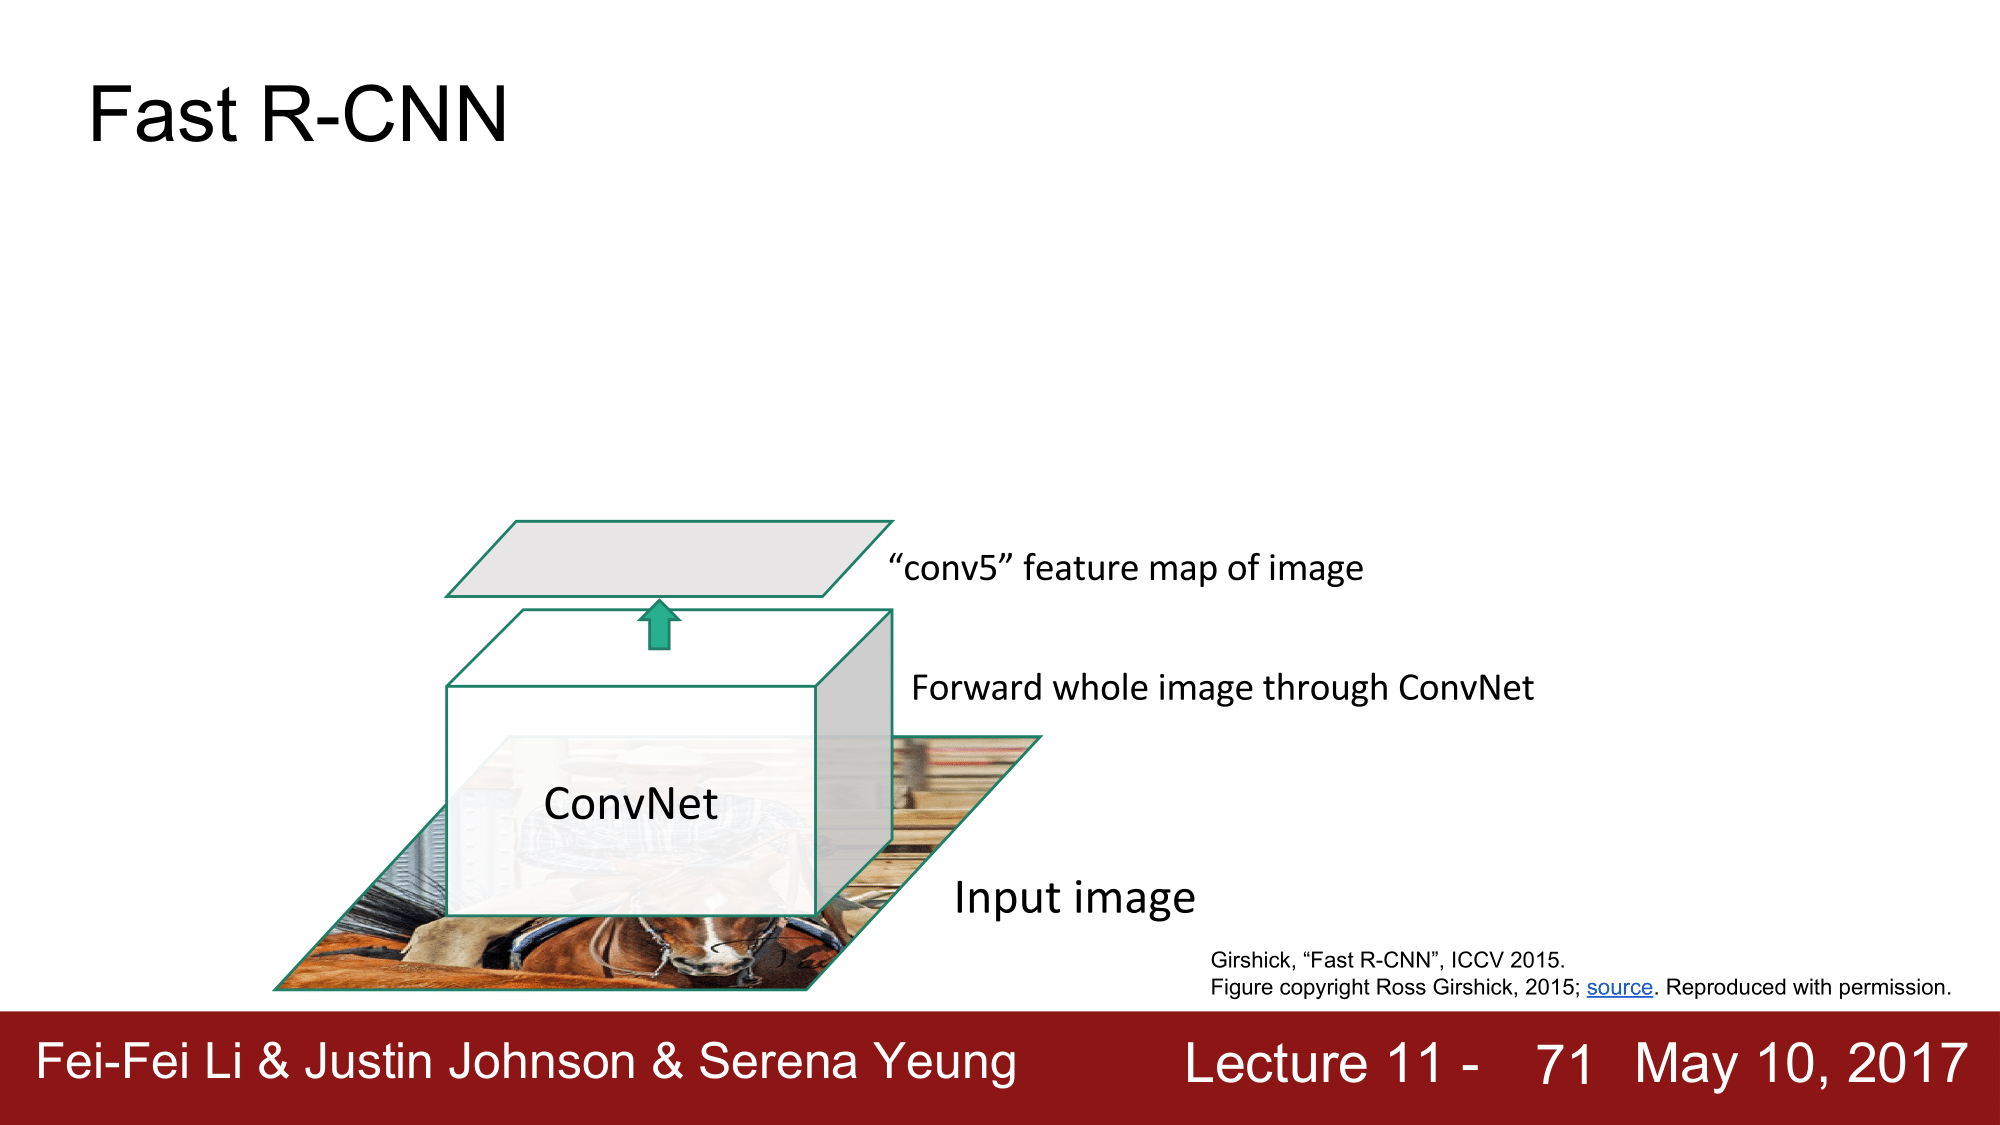 Fast R-CNN
“conv5” feature map of image
Forward whole image through ConvNet
ConvNet
Input image
Girshick, “Fast R-CNN”, ICCV 2015.
Figure copyright Ross Girshick, 2015; source. Reproduced with permission.
Fei-Fei Li & Justin Johnson & Serena Yeung
Lecture 11 - 71 May 10, 2017